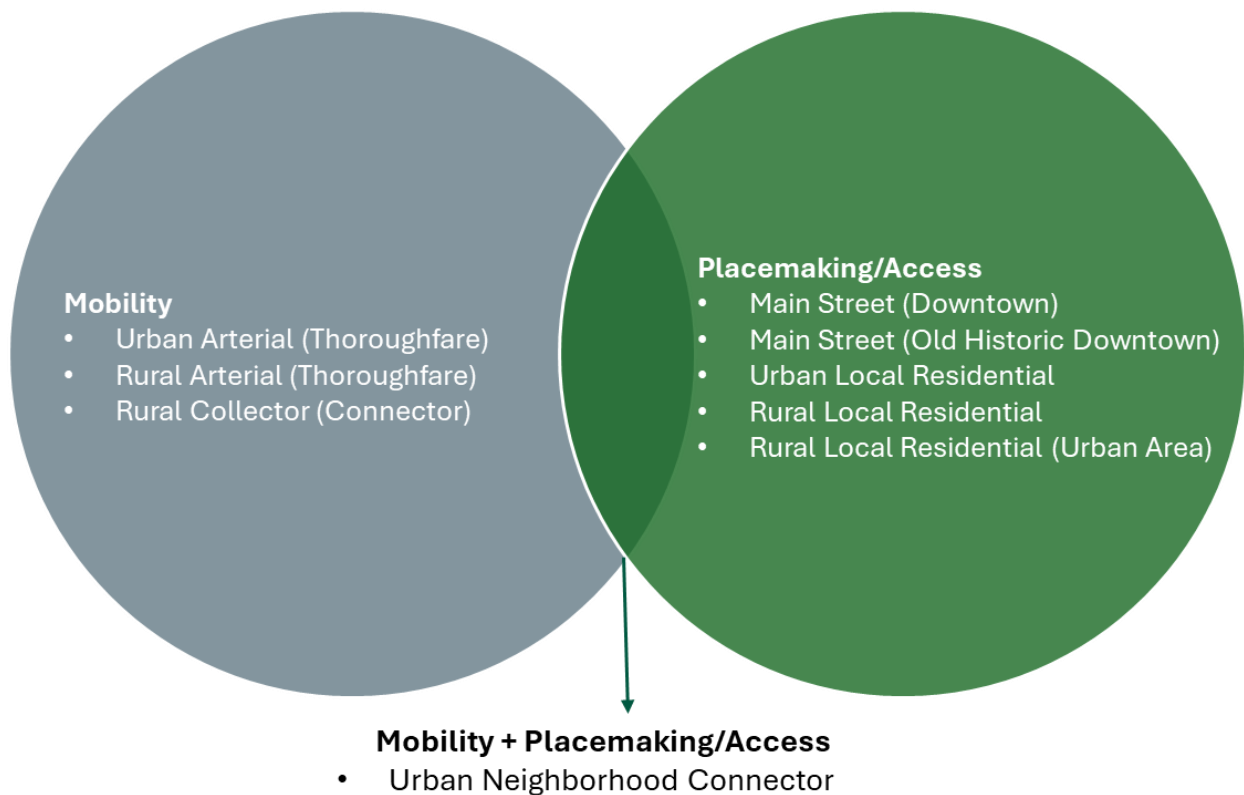 Mobility
• Urban Arterial (Thoroughfare)
• Rural Arterial (Thoroughfare)
• Rural Collector (Connector)
Placemaking/Access
• Main Street (Downtown)
• Main Street (Old Historic Downtown)
• Urban Local Residential
• Rural Local Residential
• Rural Local Residential (Urban Area)
Mobility + Placemaking/Access
• Urban Neighborhood Connector